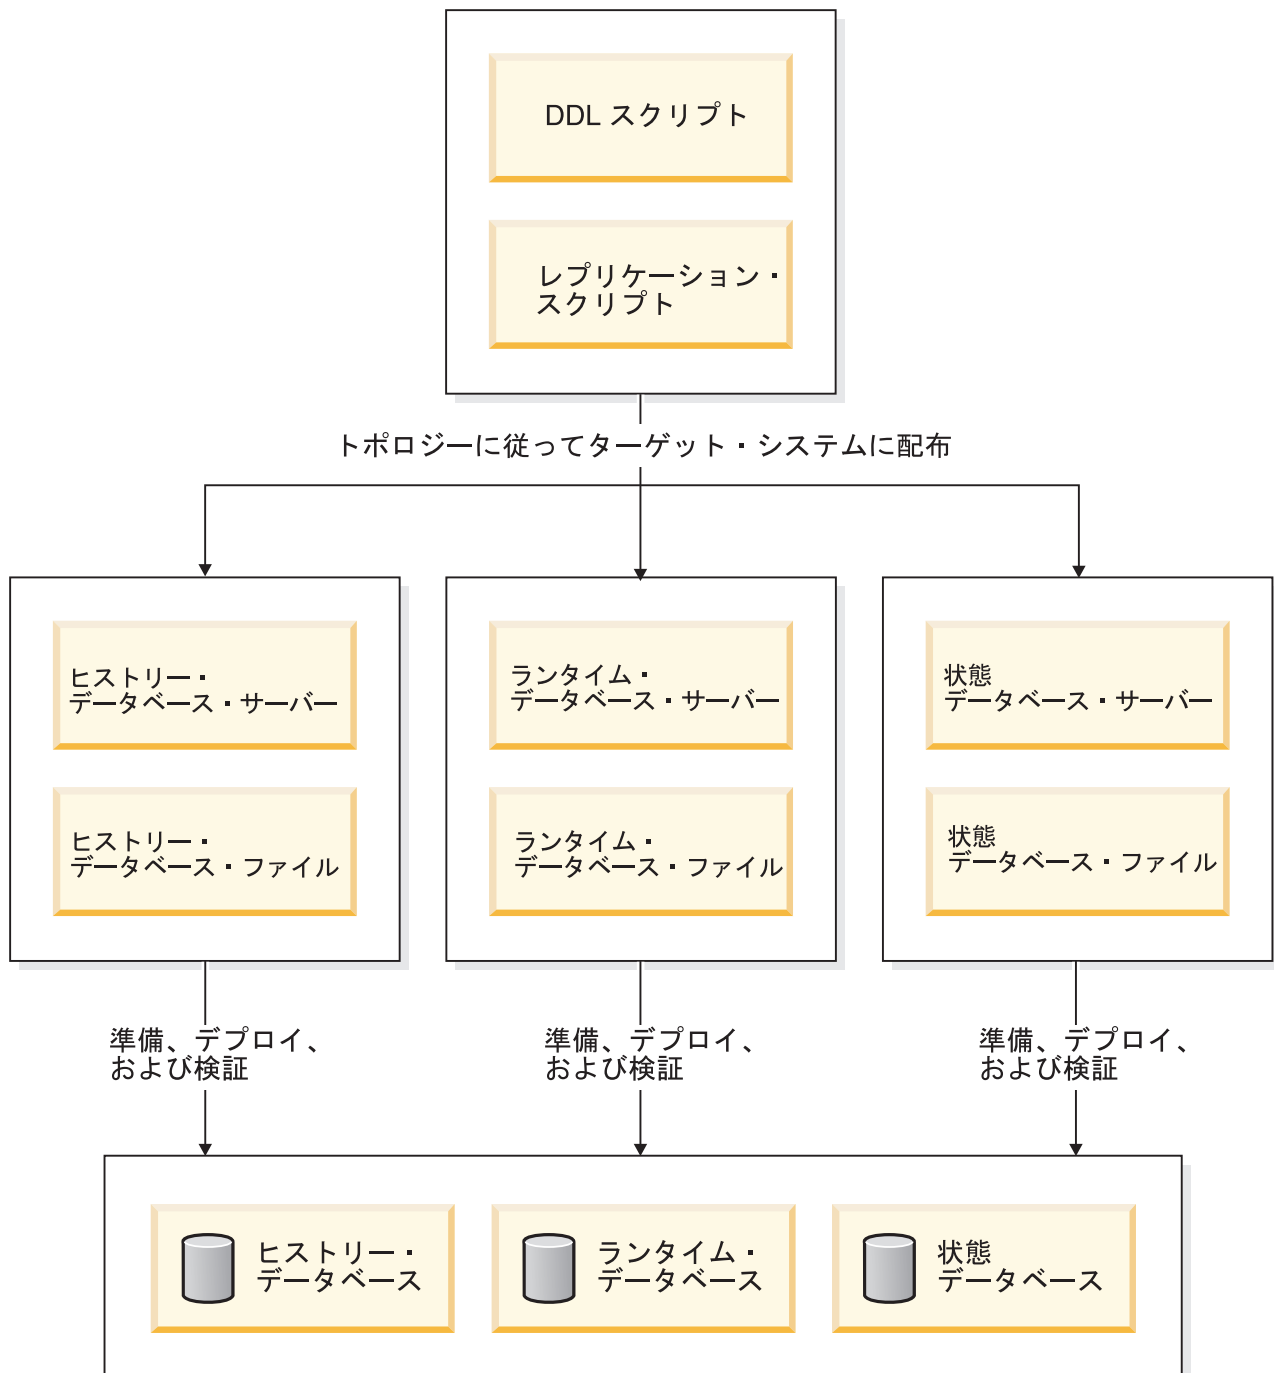 DDL スクリプト
レプリケーション・
スクリプト
トポロジーに従ってターゲット・システムに配布
ヒストリー・
データベース・サーバー
ランタイム・
データベース・サーバー
状態
データベース・サーバー
ヒストリー・
データベース・ファイル
ランタイム・
データベース・ファイル
状態
データベース・ファイル
準備、デプロイ、
および検証
準備、デプロイ、
および検証
準備、デプロイ、
および検証
ヒストリー・
データベース
ランタイム・
データベース
状態
データベース